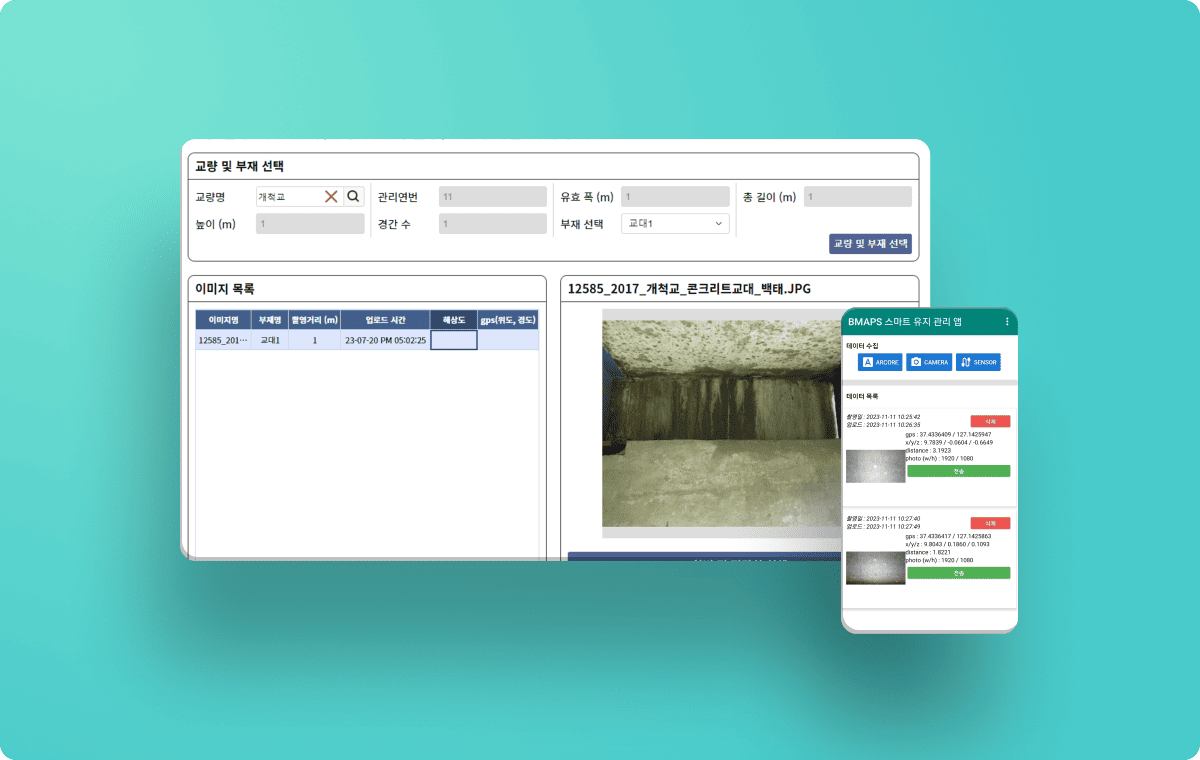 교량 및 부재 선택
교량명 개척교 관리연번 11 유효 폭 (m) 1 총 길이 (m) 1
높이 (m) 1 경간 수 1 부재 선택 교대1
교량 및 부재 선택
이미지 목록
이미지명 부재명 촬영거리 (m) 업로드 시간 해상도 gps(위도, 경도)
12585_201··· 교대1 1 23-07-20 PM 05:02:25
12585_2017_개척교_콘크리트교대_백태.JPG
BMAPS 스마트 유지 관리 앱
데이터 수집
ARCORE CAMERA SENSOR
데이터 목록
촬영일 : 2023-11-11 10:25:42
업로드 : 2023-11-11 10:26:35
삭제
gps : 37.4336409 / 127.1425947
x/y/z : 9.7839 / -0.0604 / -0.6649
distance : 3.1923
photo (w/h) : 1920 / 1080
전송
촬영일 : 2023-11-11 10:27:40
업로드 : 2023-11-11 10:27:49
삭제
gps : 37.4336417 / 127.1425863
x/y/z : 9.8043 / 0.1860 / 0.1093
distance : 1.8221
photo (w/h) : 1920 / 1080
전송